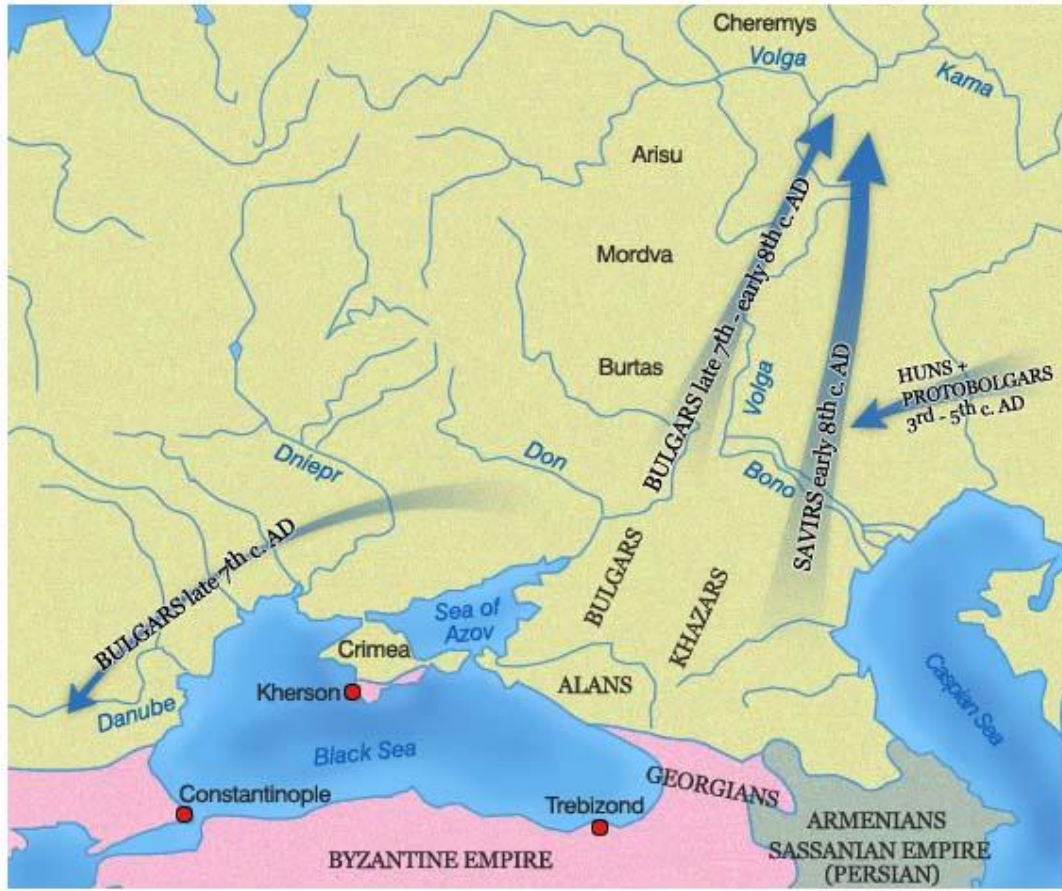 Cheremys
Volga
Kama
Arisu
BULGARS late 7th - early 8th c. AD
Mordva
Burtas
Volga
SAVIRS early 8th c. AD
HUNS +
PROTOBOLGARS
3rd - 5th c. AD
Dniepr
Don
Bono
BULGARS late 7th c. AD
BULGARS
KHAZARS
Sea of
Azov
Crimea
Kherson
ALANS
Danube
Caspian Sea
Black Sea
GEORGIANS
Constantinople
Trebizond
ARMENIANS
SASSANIAN EMPIRE
(PERSIAN)
BYZANTINE EMPIRE